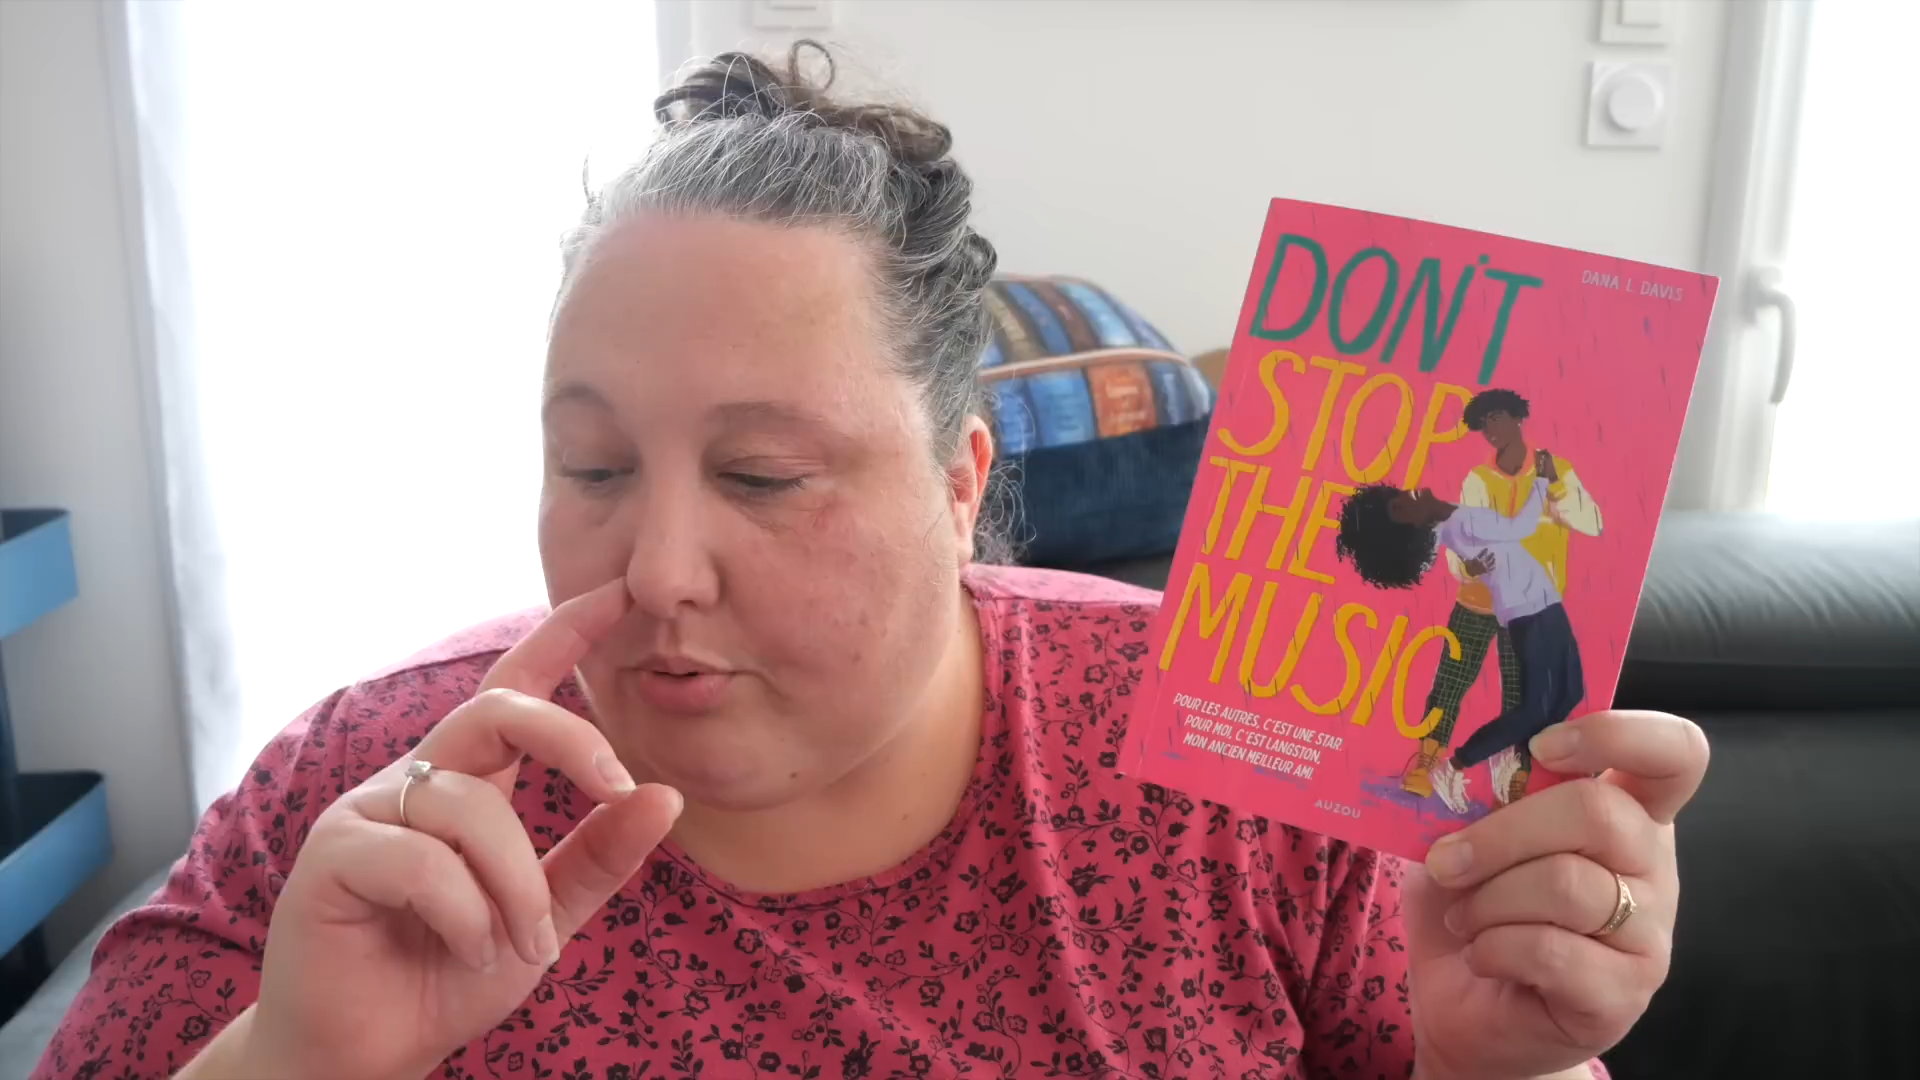 DON'T
DANA L. DAVIS
STOP
THE
MUSIC
POUR LES AUTRES, C'EST UNE STAR.
POUR MOI, C'EST LANGSTON,
MON ANCIEN MEILLEUR AMI.
AUZOU